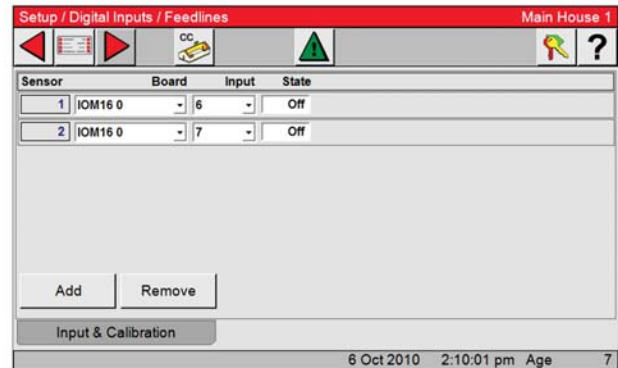 Setup / Digital Inputs / Feedlines Main House 1
CC
?
Sensor Board Input State
1 IOM16 0 6 Off
2 IOM16 0 7 Off
Add Remove
Input & Calibration
6 Oct 2010 2:10:01 pm Age 7